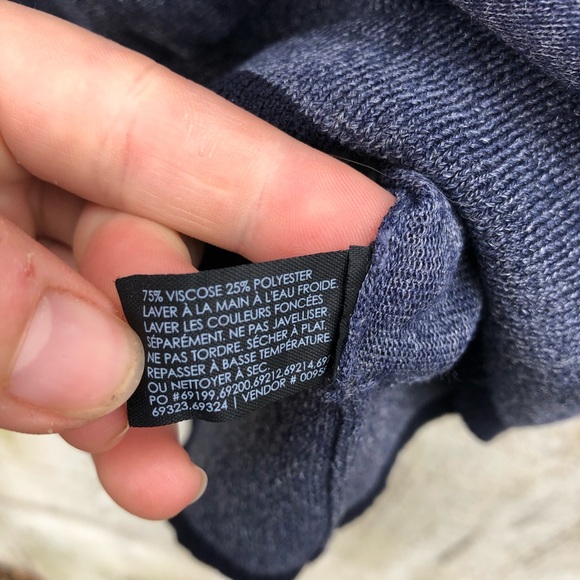 75% VISCOSE 25% POLYESTER
LAVER À LA MAIN À L'EAU FROIDE
LAVER LES COULEURS FONCÉES
SÉPARÉMENT. NE PAS JAVELLISER
NE PAS TORDRE. SÉCHER À PLAT.
REPASSER À BASSE TEMPÉRATURE
OU NETTOYER À SEC
PO #69199,69200,69212,69214,69
69323,69324 | VENDOR # 0095